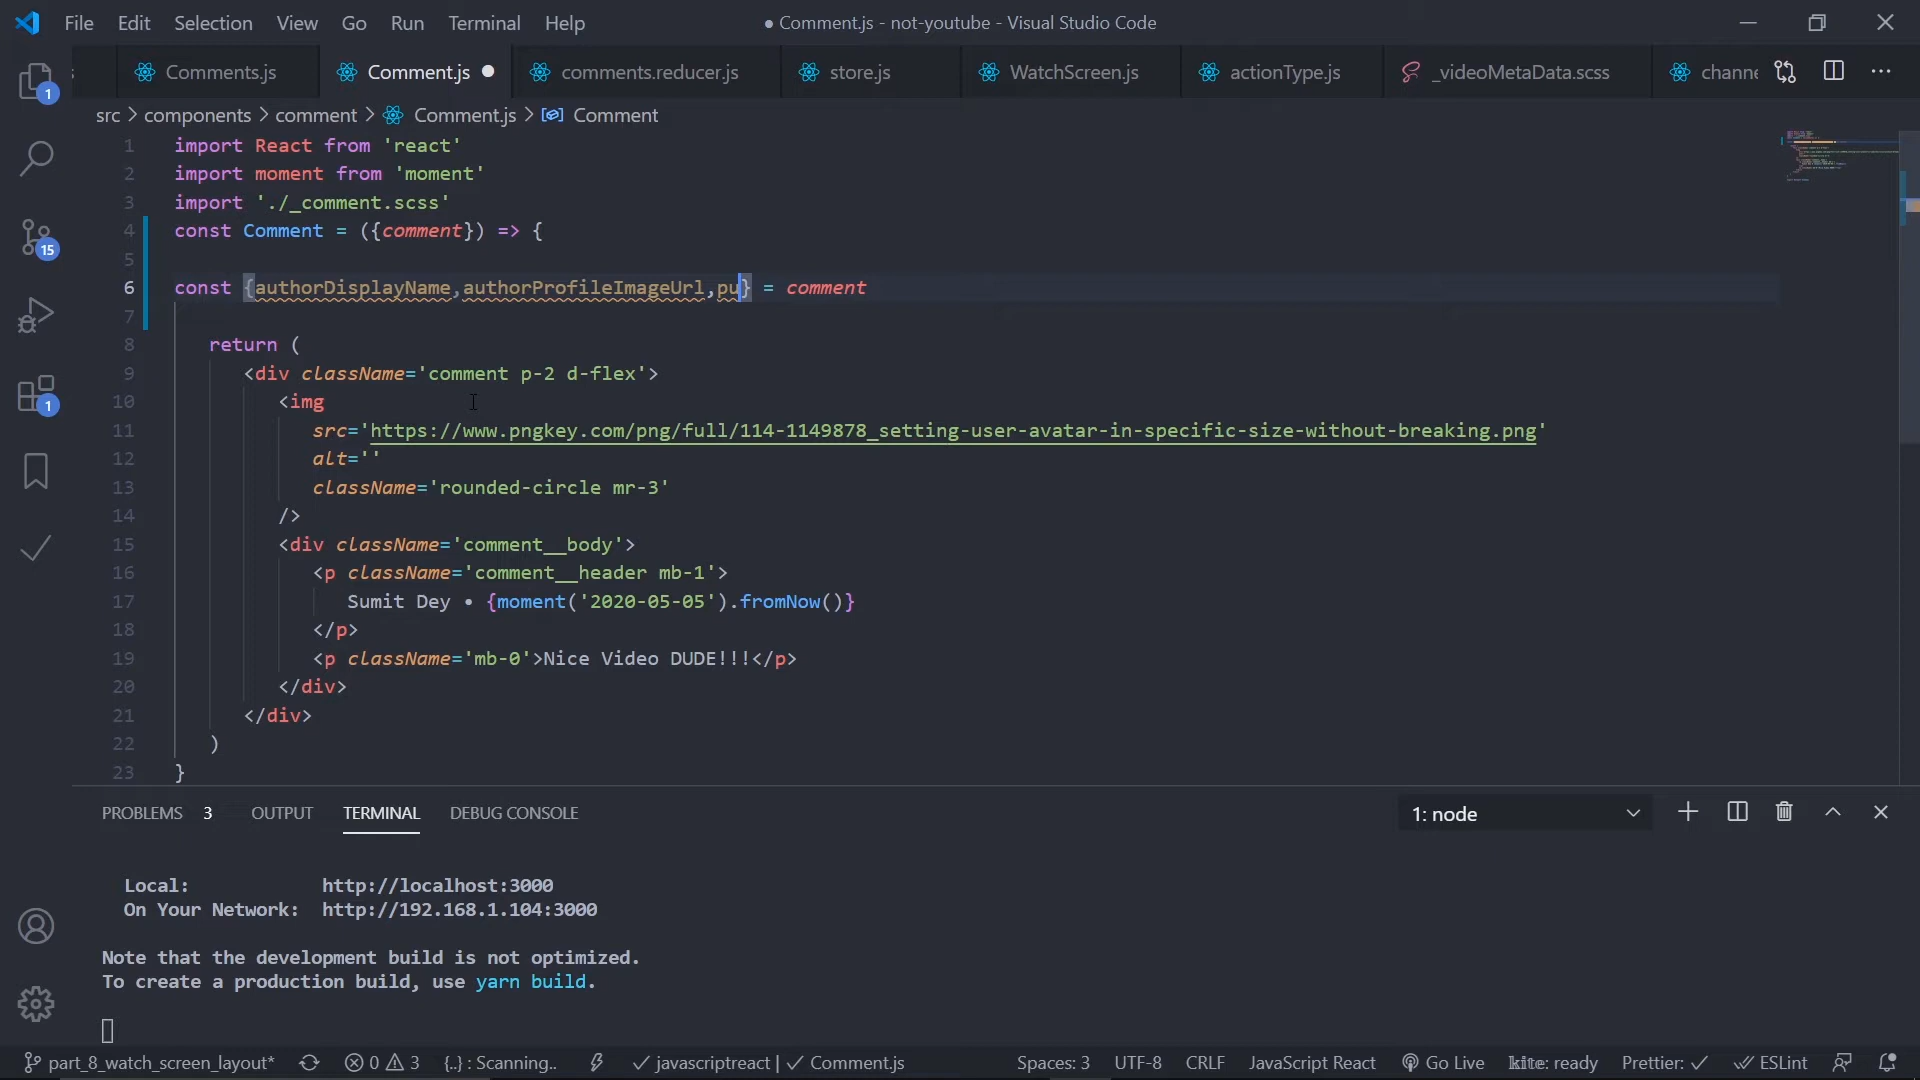 File Edit Selection View Go Run Terminal Help ● Comment.js - not-youtube - Visual Studio Code
s Comments.js Comment.js ● comments.reducer.js store.js WatchScreen.js actionType.js _videoMetaData.scss channe
src > components > comment > Comment.js > Comment
1 import React from 'react'
2 import moment from 'moment'
3 import './_comment.scss'
4 const Comment = ({comment}) => {
5
6 const {authorDisplayName,authorProfileImageUrl,pu} = comment
7
8 return (
9 <div className='comment p-2 d-flex'>
10 <img
11 src='https://www.pngkey.com/png/full/114-1149878_setting-user-avatar-in-specific-size-without-breaking.png'
12 alt=''
13 className='rounded-circle mr-3'
14 />
15 <div className='comment__body'>
16 <p className='comment__header mb-1'>
17 Sumit Dey • {moment('2020-05-05').fromNow()}
18 </p>
19 <p className='mb-0'>Nice Video DUDE!!!</p>
20 </div>
21 </div>
22 )
23 }
1
15
1
PROBLEMS 3 OUTPUT TERMINAL DEBUG CONSOLE 1: node
Local: http://localhost:3000
On Your Network: http://192.168.1.104:3000
Note that the development build is not optimized.
To create a production build, use yarn build.
part_8_watch_screen_layout* 0 3 {..} : Scanning.. javascriptreact | ✓ Comment.js Spaces: 3 UTF-8 CRLF JavaScript React Go Live kite: ready Prettier: ✓ ESLint